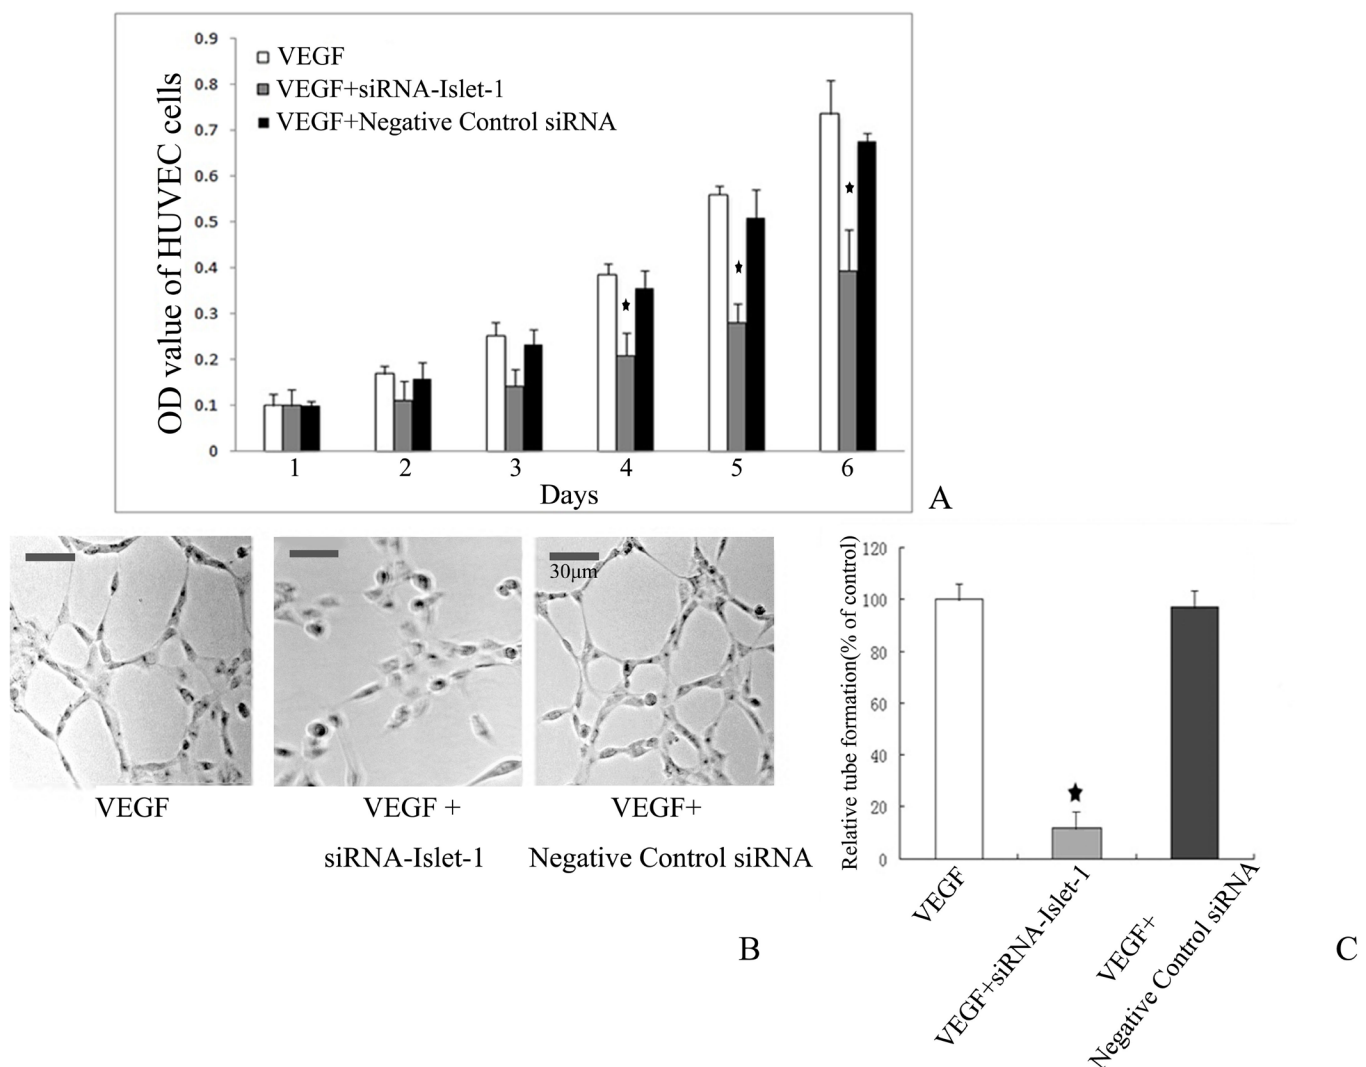 0.9
0.8
0.7
0.6
0.5
0.4
0.3
0.2
0.1
0
OD value of HUVEC cells
VEGF
VEGF+siRNA-Islet-1
VEGF+Negative Control siRNA
1 2 3 4 5 6
Days
A
30μm
VEGF
VEGF +
siRNA-Islet-1
VEGF+
Negative Control siRNA
B
Relative tube formation(% of control)
120
100
80
60
40
20
0
VEGF
VEGF+siRNA-Islet-1
VEGF+
Negative Control siRNA
C